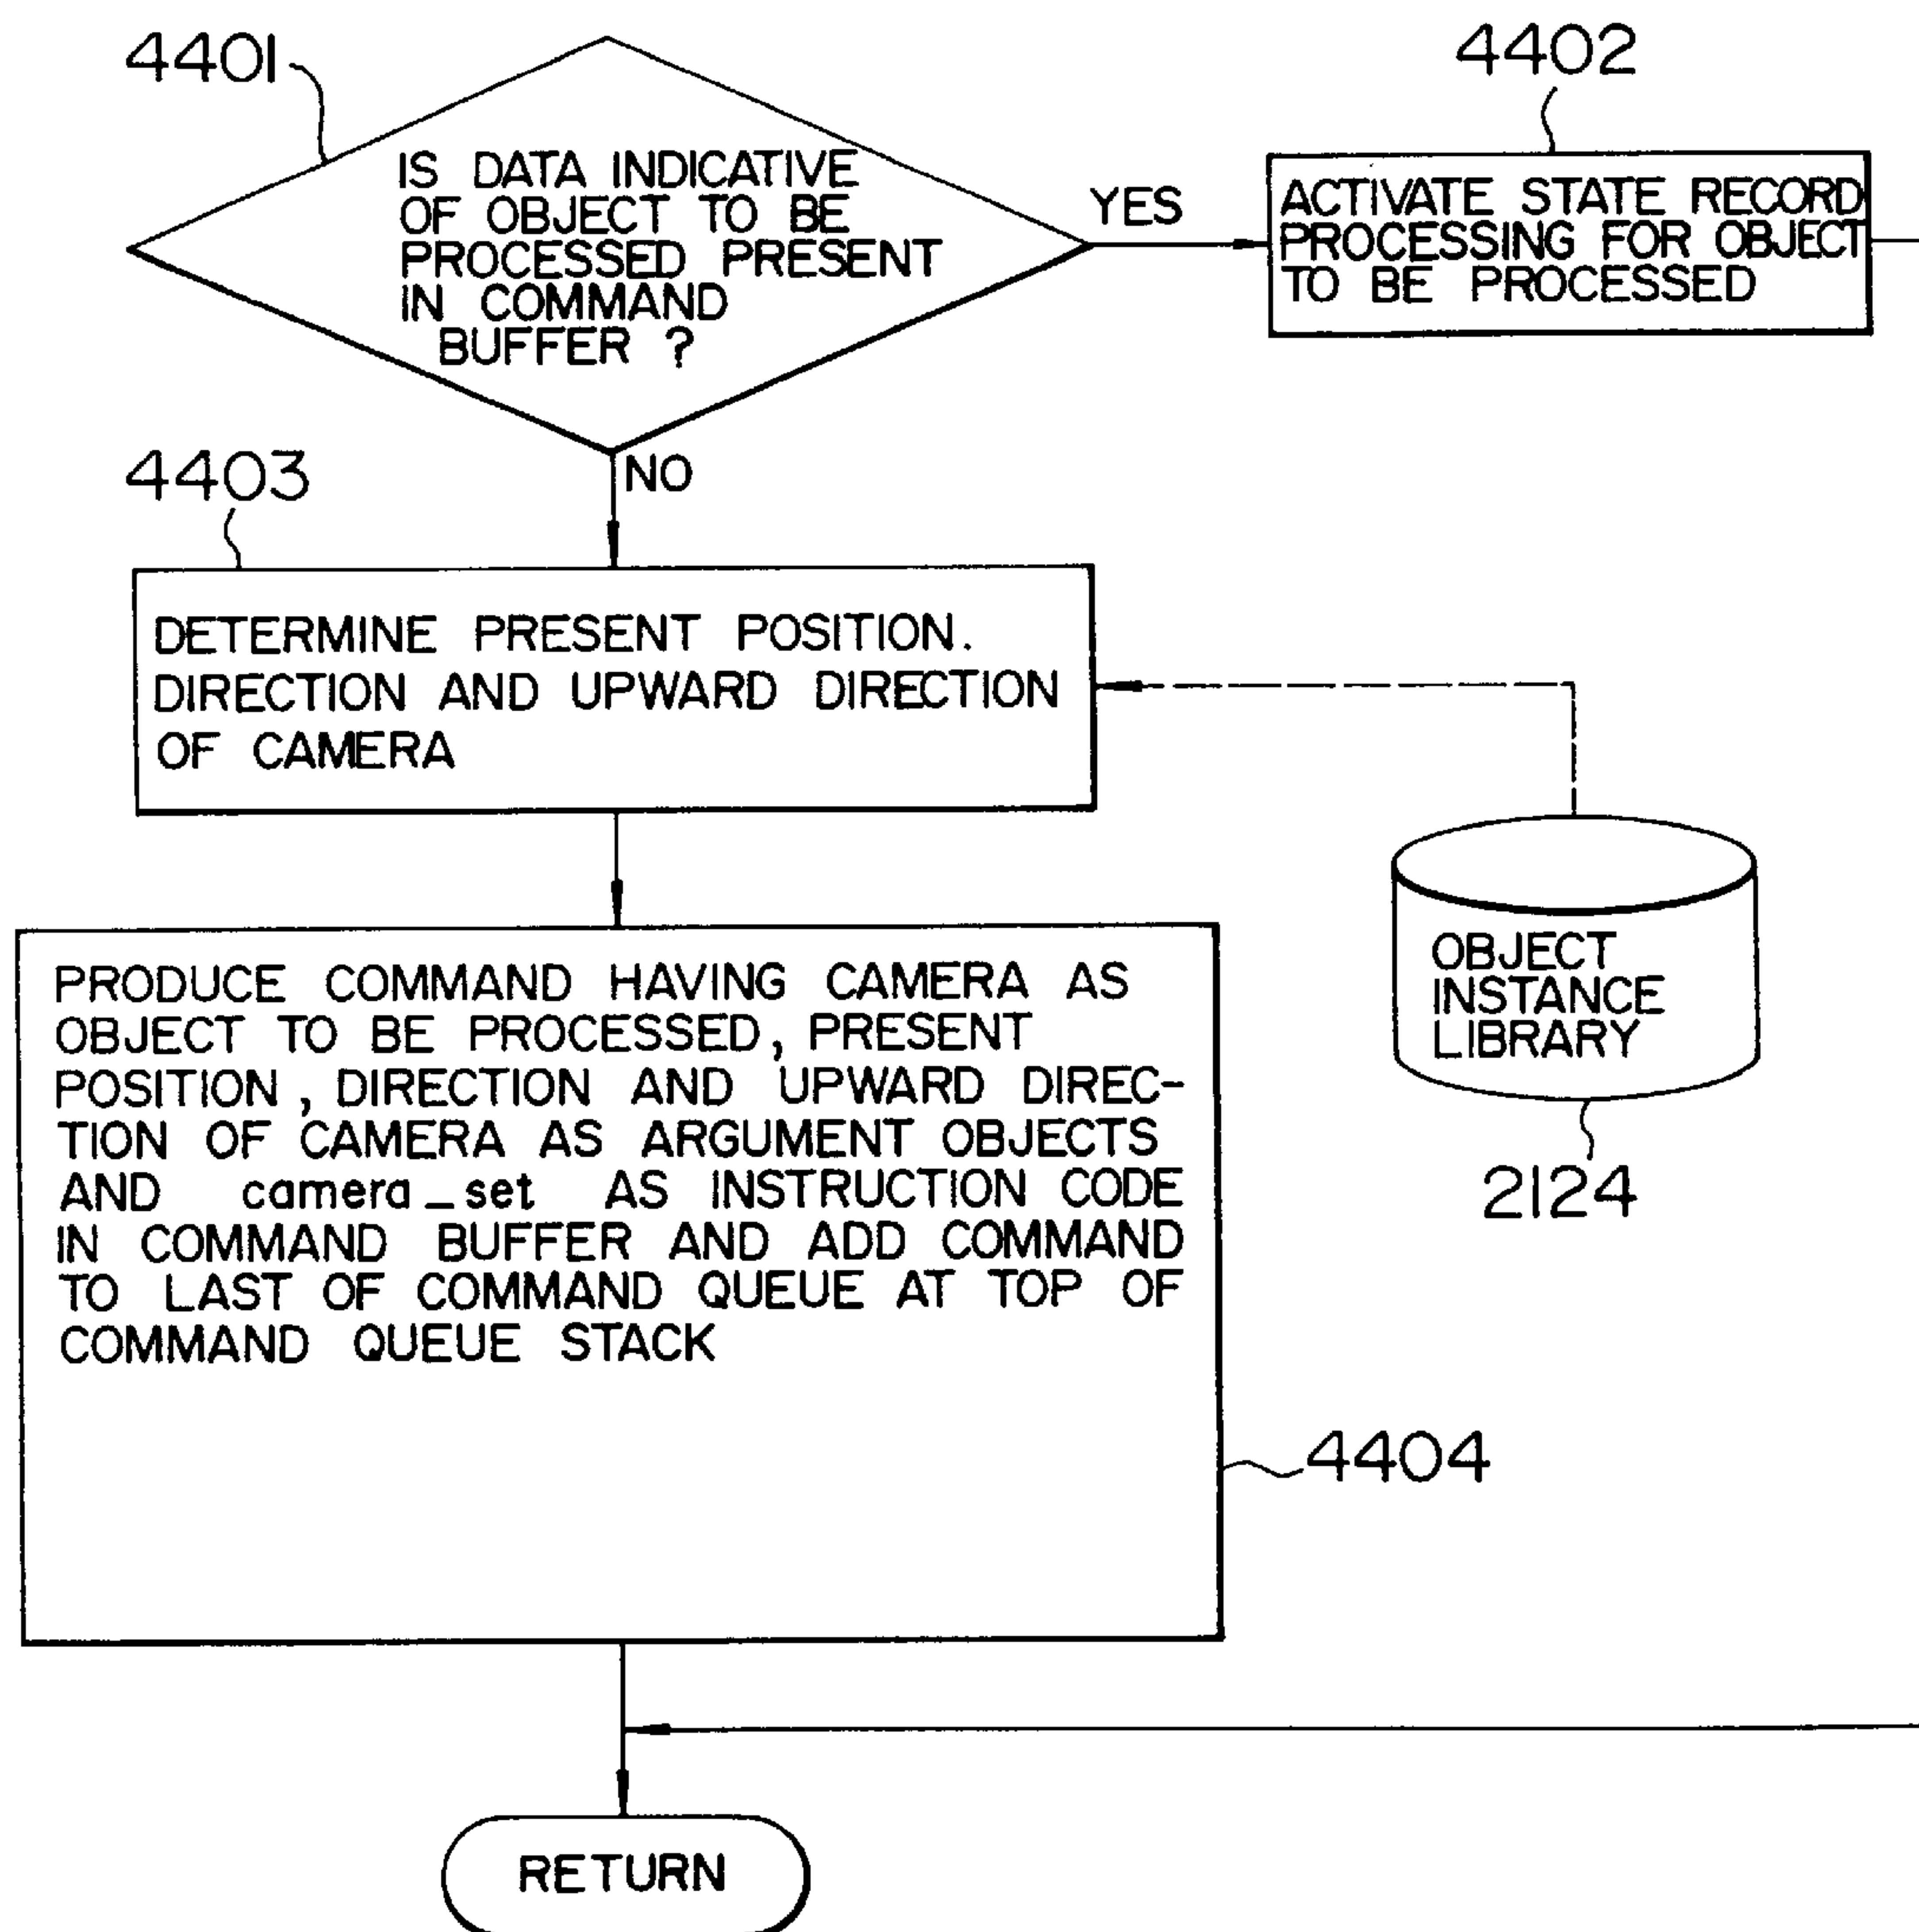 4401
IS DATA INDICATIVE
OF OBJECT TO BE
PROCESSED PRESENT
IN COMMAND
BUFFER ?
YES
4402
ACTIVATE STATE RECORD
PROCESSING FOR OBJECT
TO BE PROCESSED
NO
4403
DETERMINE PRESENT POSITION.
DIRECTION AND UPWARD DIRECTION
OF CAMERA
OBJECT
INSTANCE
LIBRARY
2124
PRODUCE COMMAND HAVING CAMERA AS
OBJECT TO BE PROCESSED, PRESENT
POSITION, DIRECTION AND UPWARD DIREC-
TION OF CAMERA AS ARGUMENT OBJECTS
AND camera_set AS INSTRUCTION CODE
IN COMMAND BUFFER AND ADD COMMAND
TO LAST OF COMMAND QUEUE AT TOP OF
COMMAND QUEUE STACK
4404
RETURN